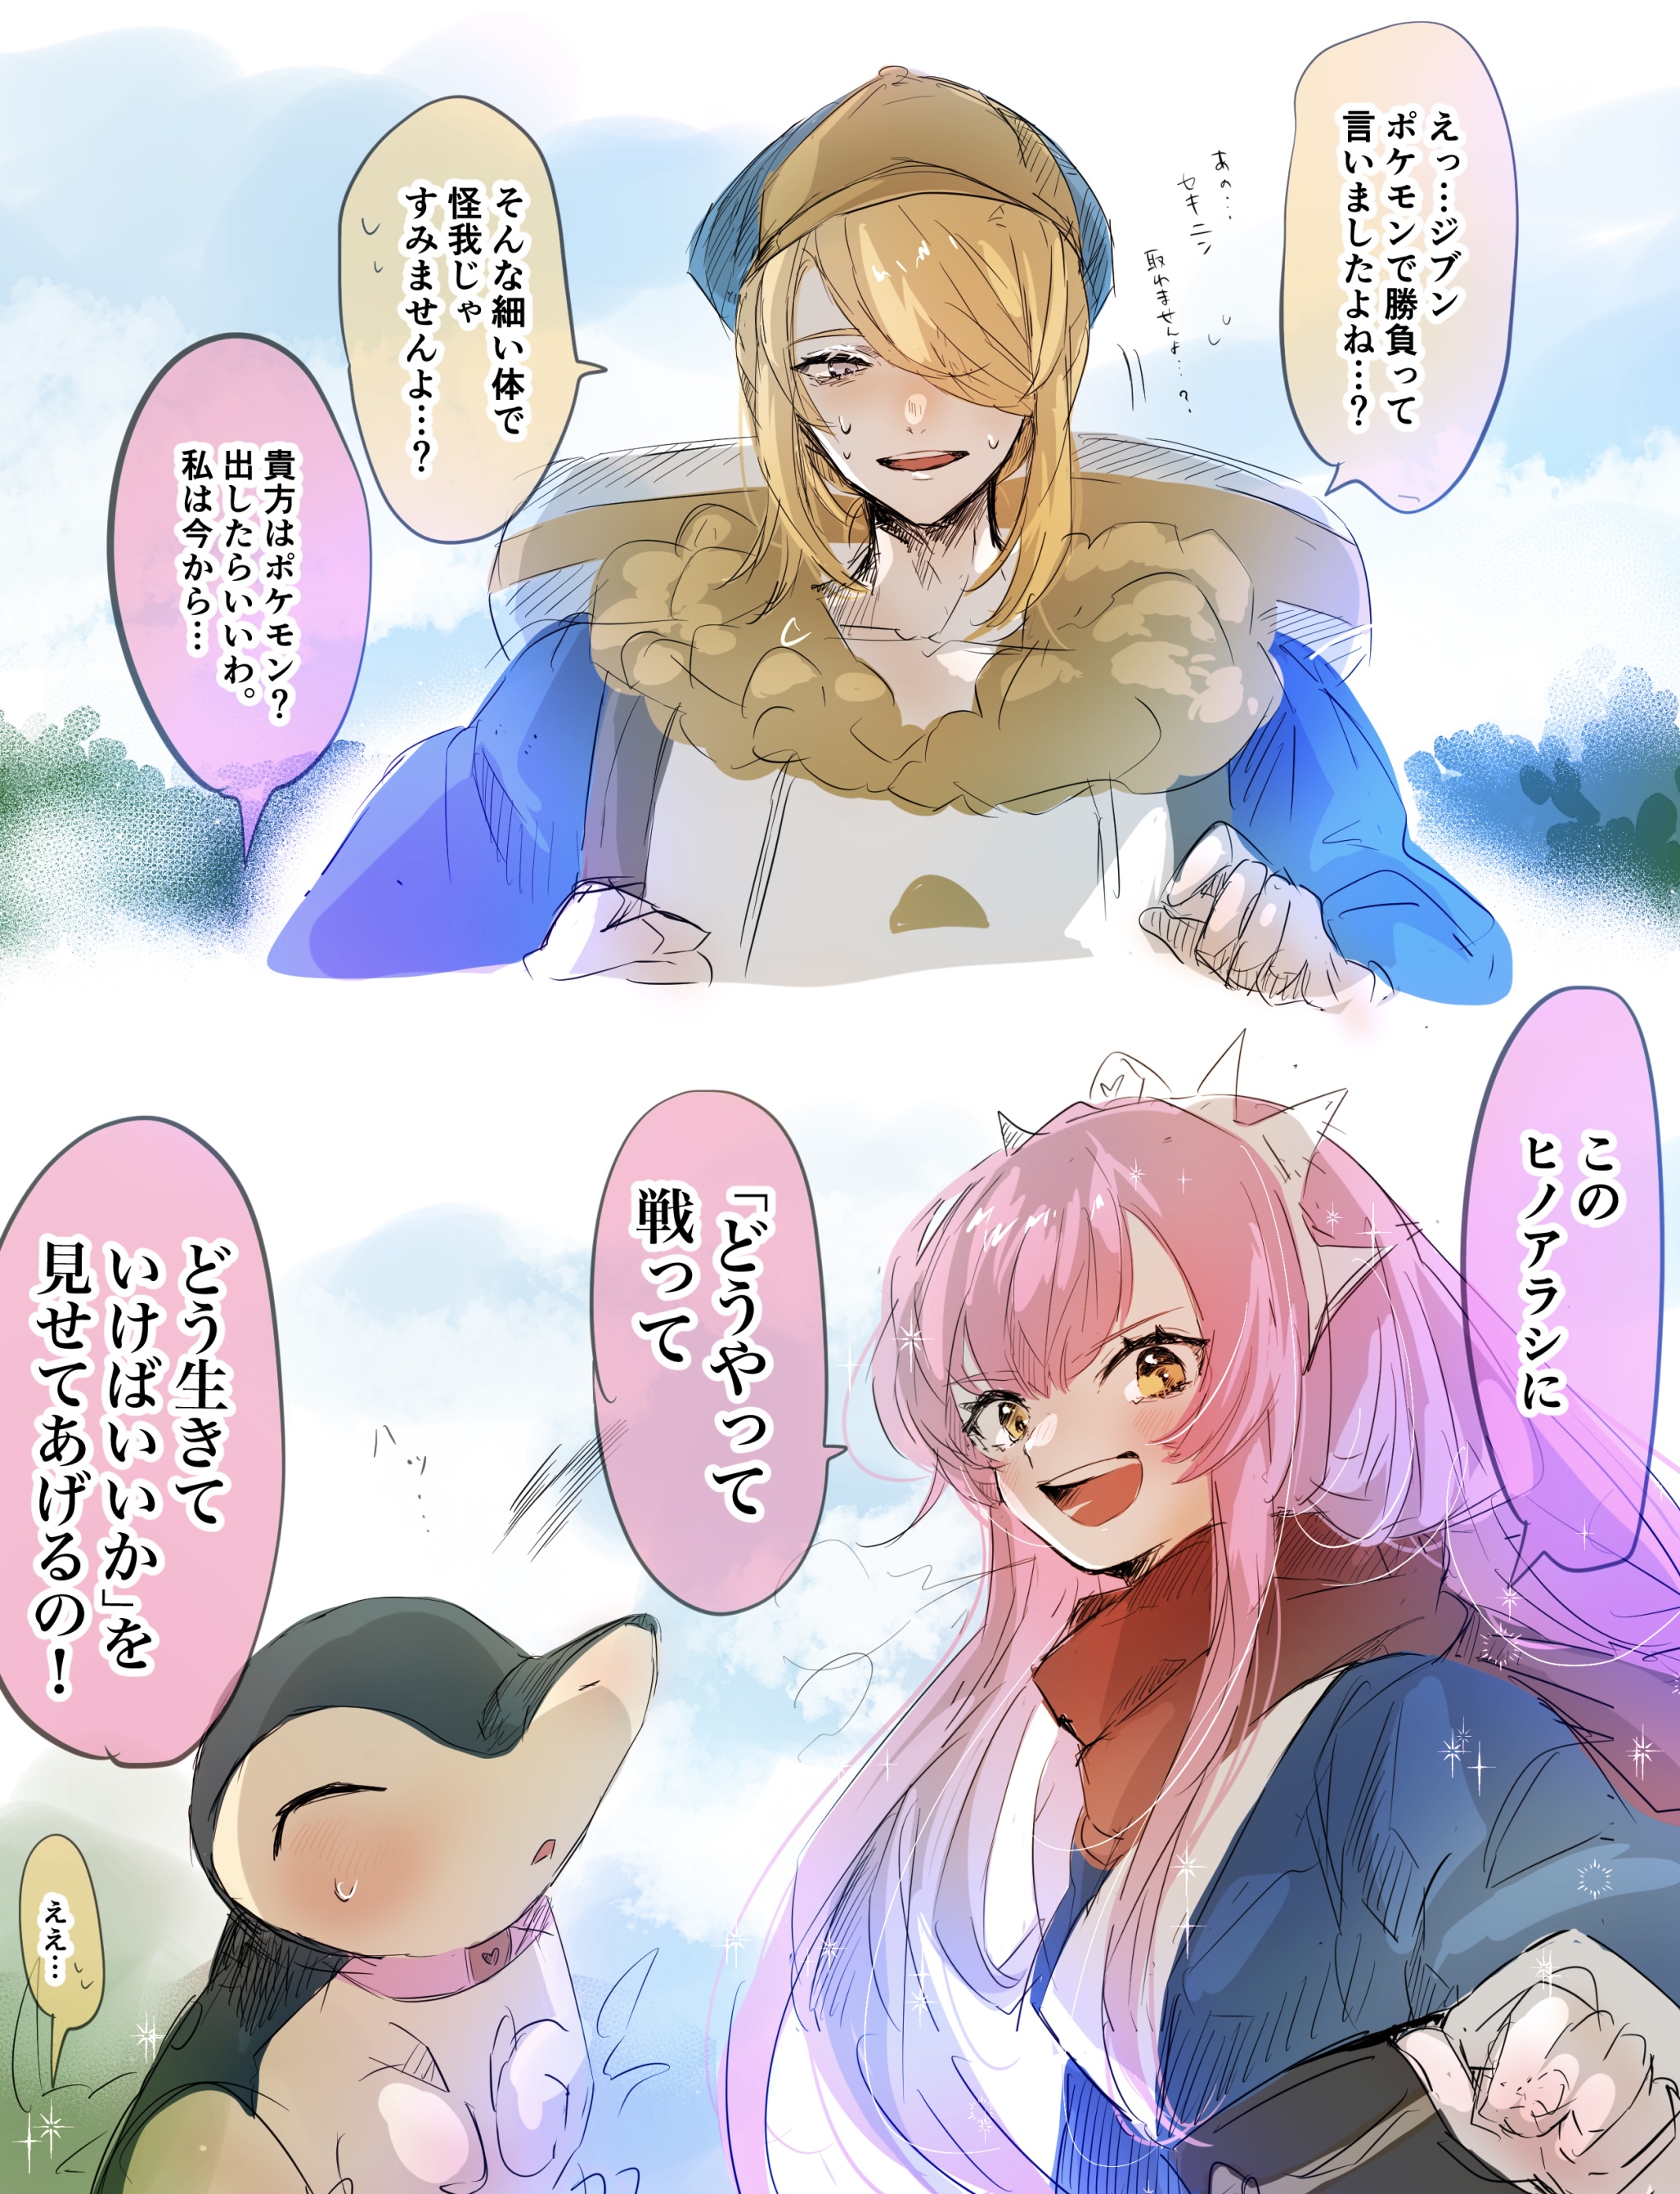 えっ…ジブン
ポケモンで勝負って
言いましたよね…?
あの…
セキニン
取れませんよ…?
そんな細い体で
怪我じゃ
すみませんよ…?
貴方はポケモン?
出したらいいわ。
私は今から…
この
ヒノアラシに
「どうやって
戦って
どう生きて
いけばいいか」を
見せてあげるの!
ハッ…
ええ…